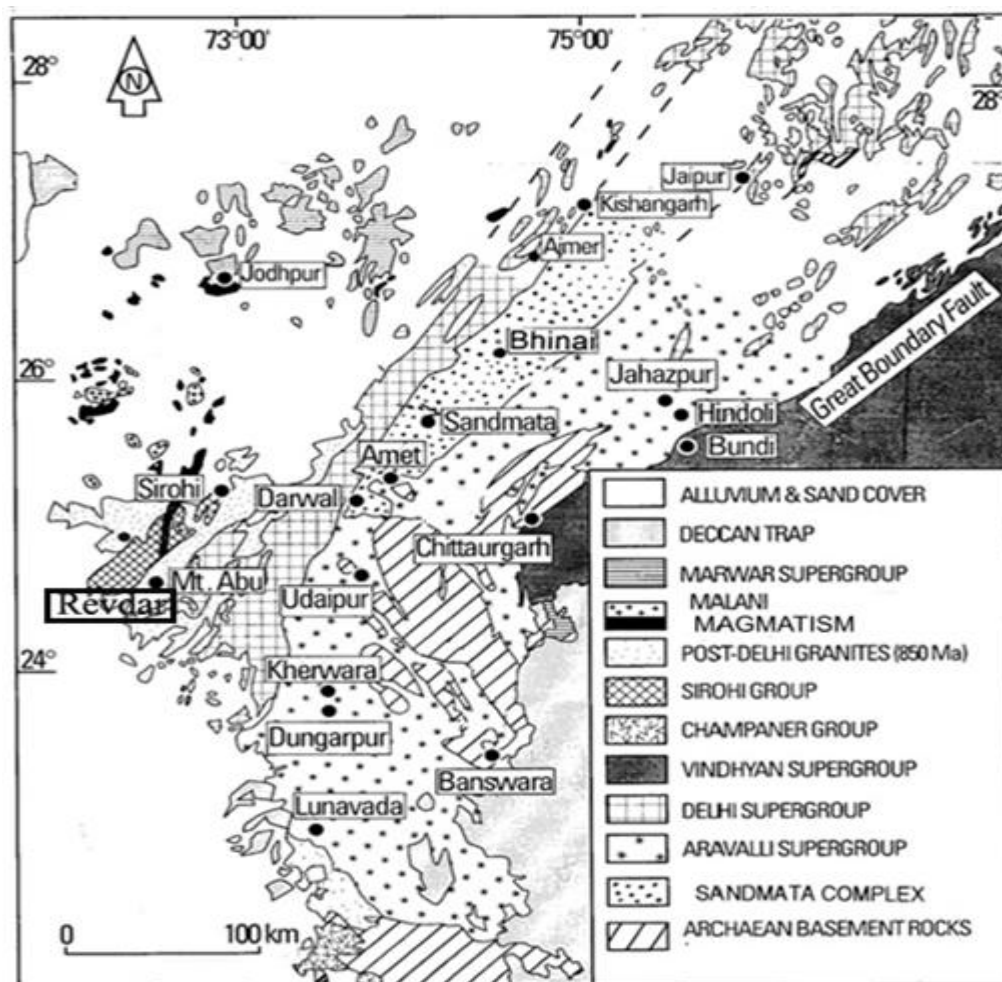 73°00'
75°00'
28°
N
28°
Jaipur
Kishangarh
Ajmer
Jodhpur
Bhinai
26°
Jahazpur
Great Boundary Fault
Hindoli
Sandmata
Bundi
Amet
Sirohi
Darwal
Chittaurgarh
Mt. Abu
Revdar
Udaipur
24°
Kherwara
Dungarpur
Banswara
Lunavada
0 100 km
ALLUVIUM & SAND COVER
DECCAN TRAP
MARWAR SUPERGROUP
MALANI
MAGMATISM
POST-DELHI GRANITES (850 Ma)
SIROHI GROUP
CHAMPANER GROUP
VINDHYAN SUPERGROUP
DELHI SUPERGROUP
ARAVALLI SUPERGROUP
SANDMATA COMPLEX
ARCHAEAN BASEMENT ROCKS